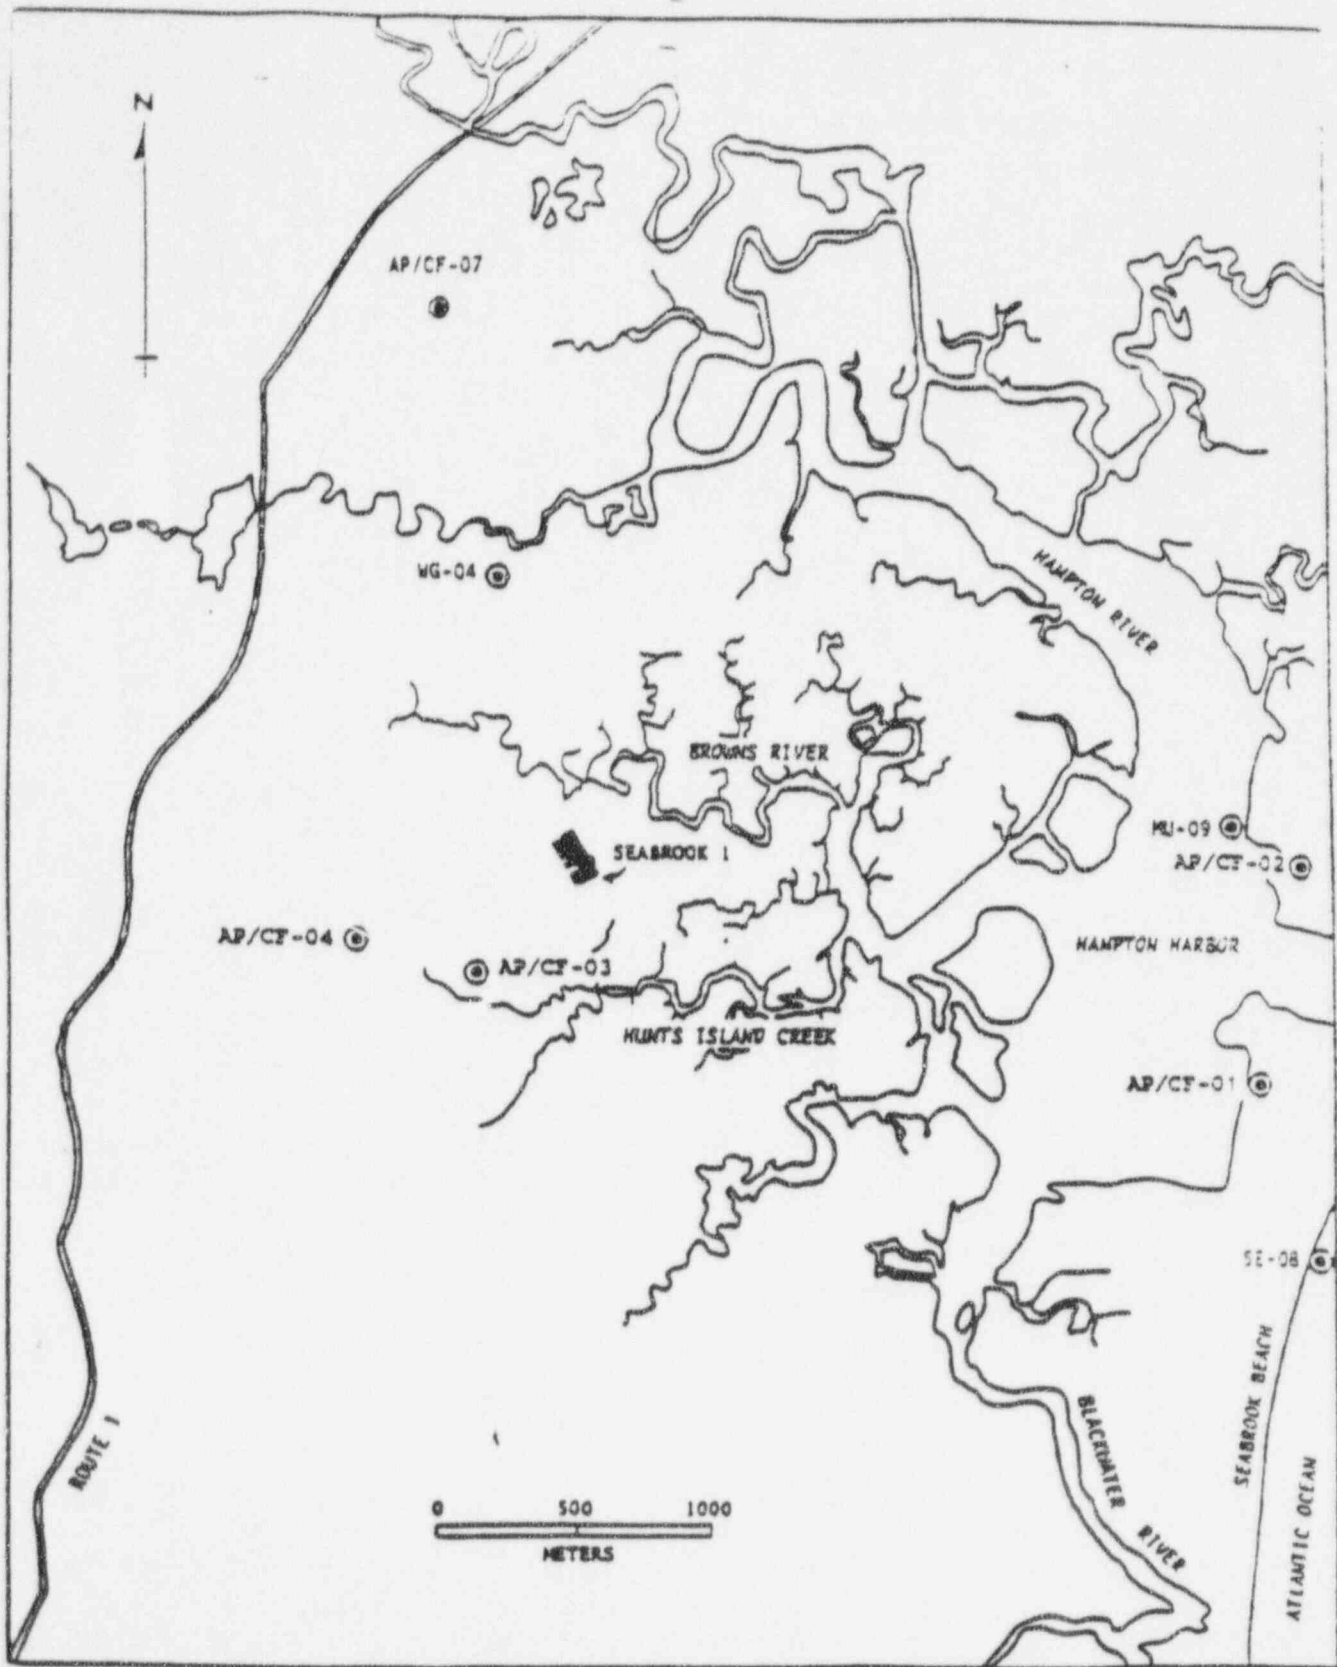 N
AP/CF-07
WG-04
HAMPTON RIVER
BROWNS RIVER
SEABROOK 1
MU-09
AP/CF-02
AP/CF-04
AP/CF-03
HAMPTON HARBOR
HUNTS ISLAND CREEK
AP/CF-01
SE-08
SEABROOK BEACH
BLACKWATER RIVER
ROUTE 1
ATLANTIC OCEAN
0 500 1000
METERS